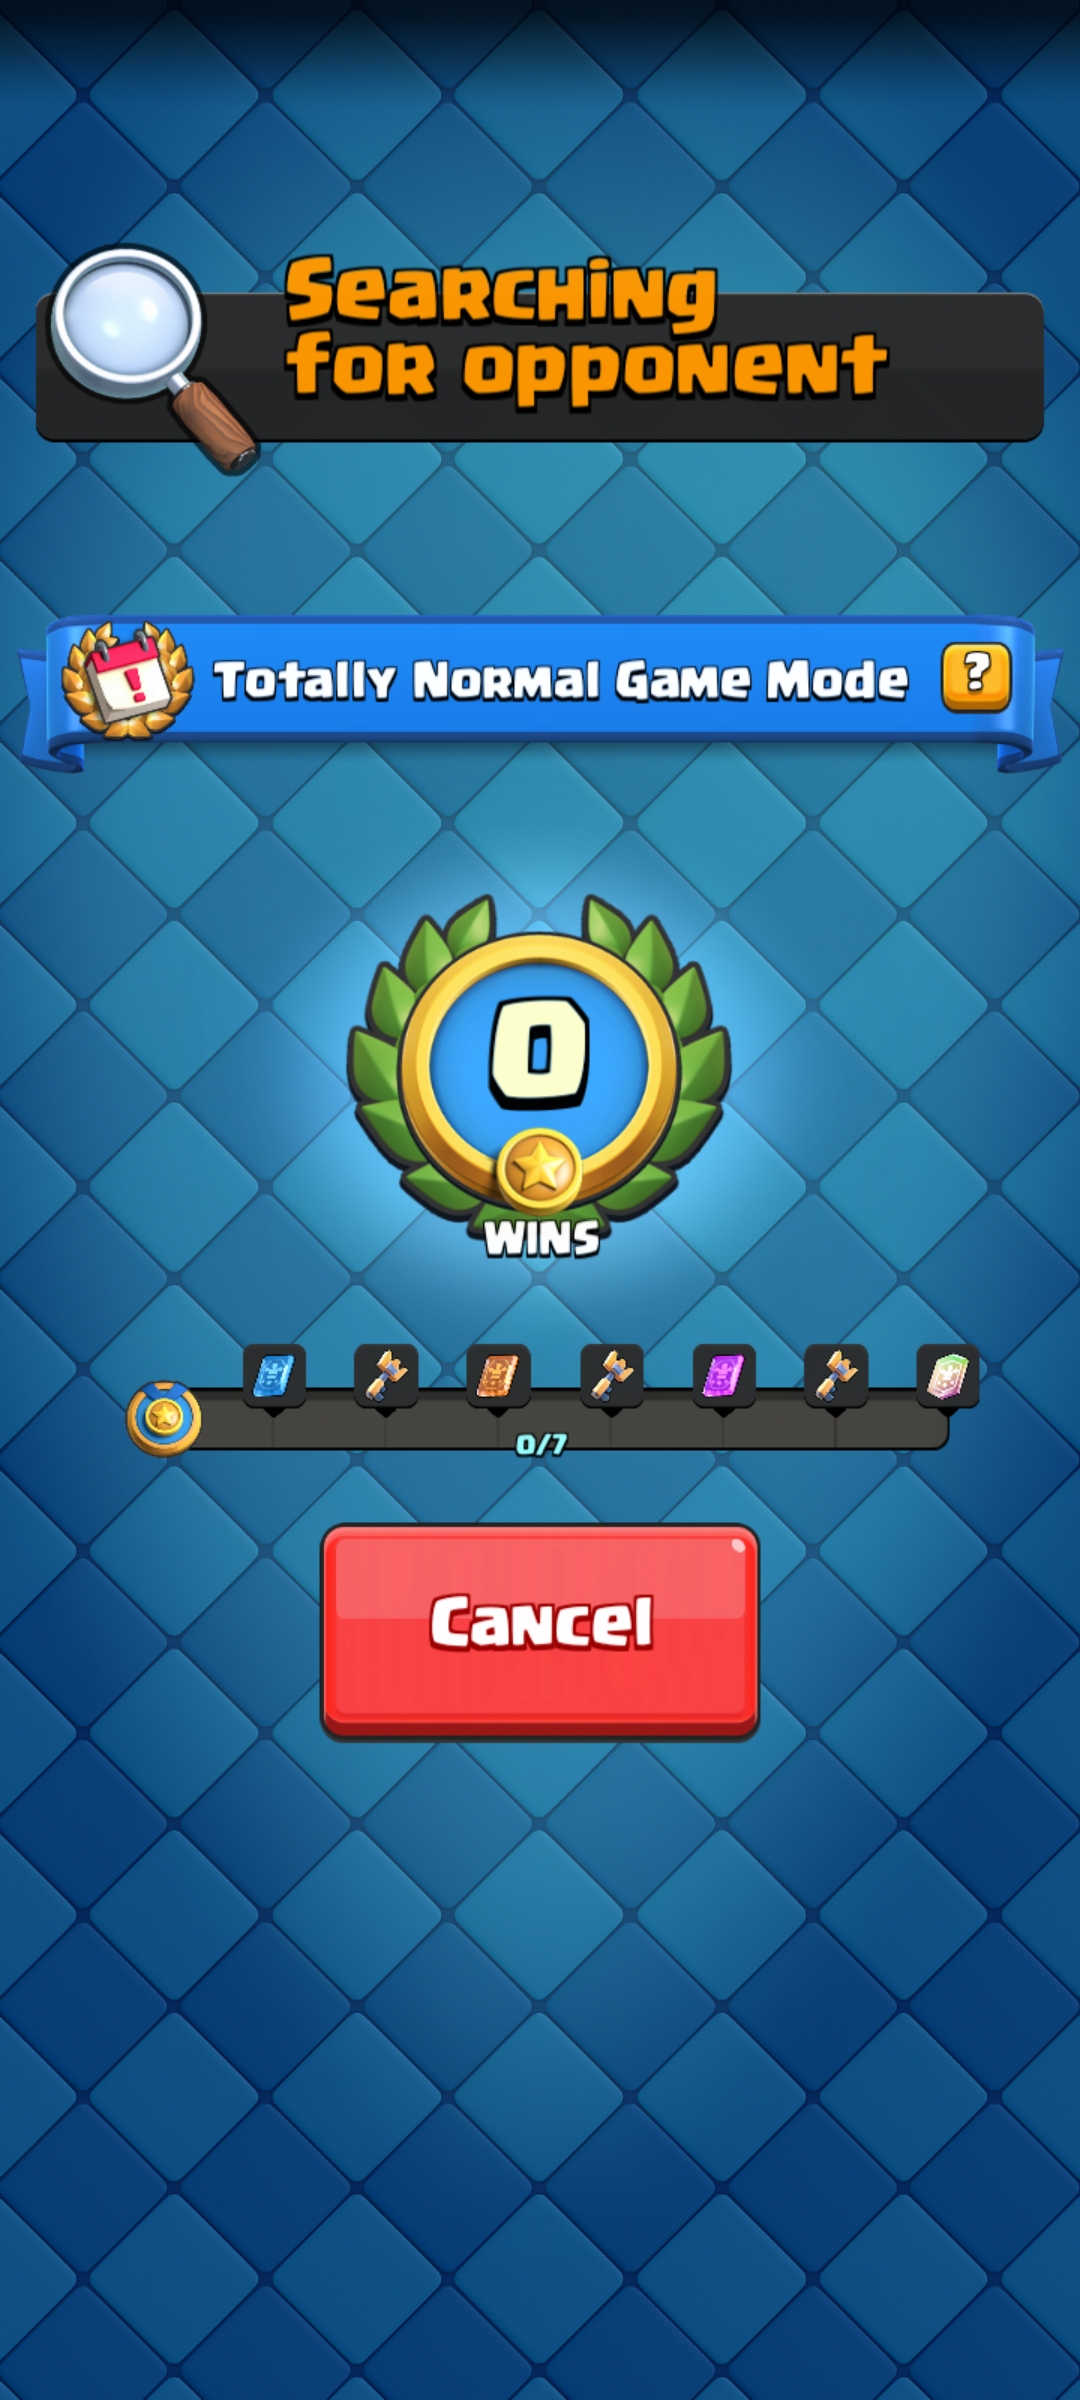 Searching
for opponent
!
Totally Normal Game Mode
?
0
WINS
0/7
Cancel